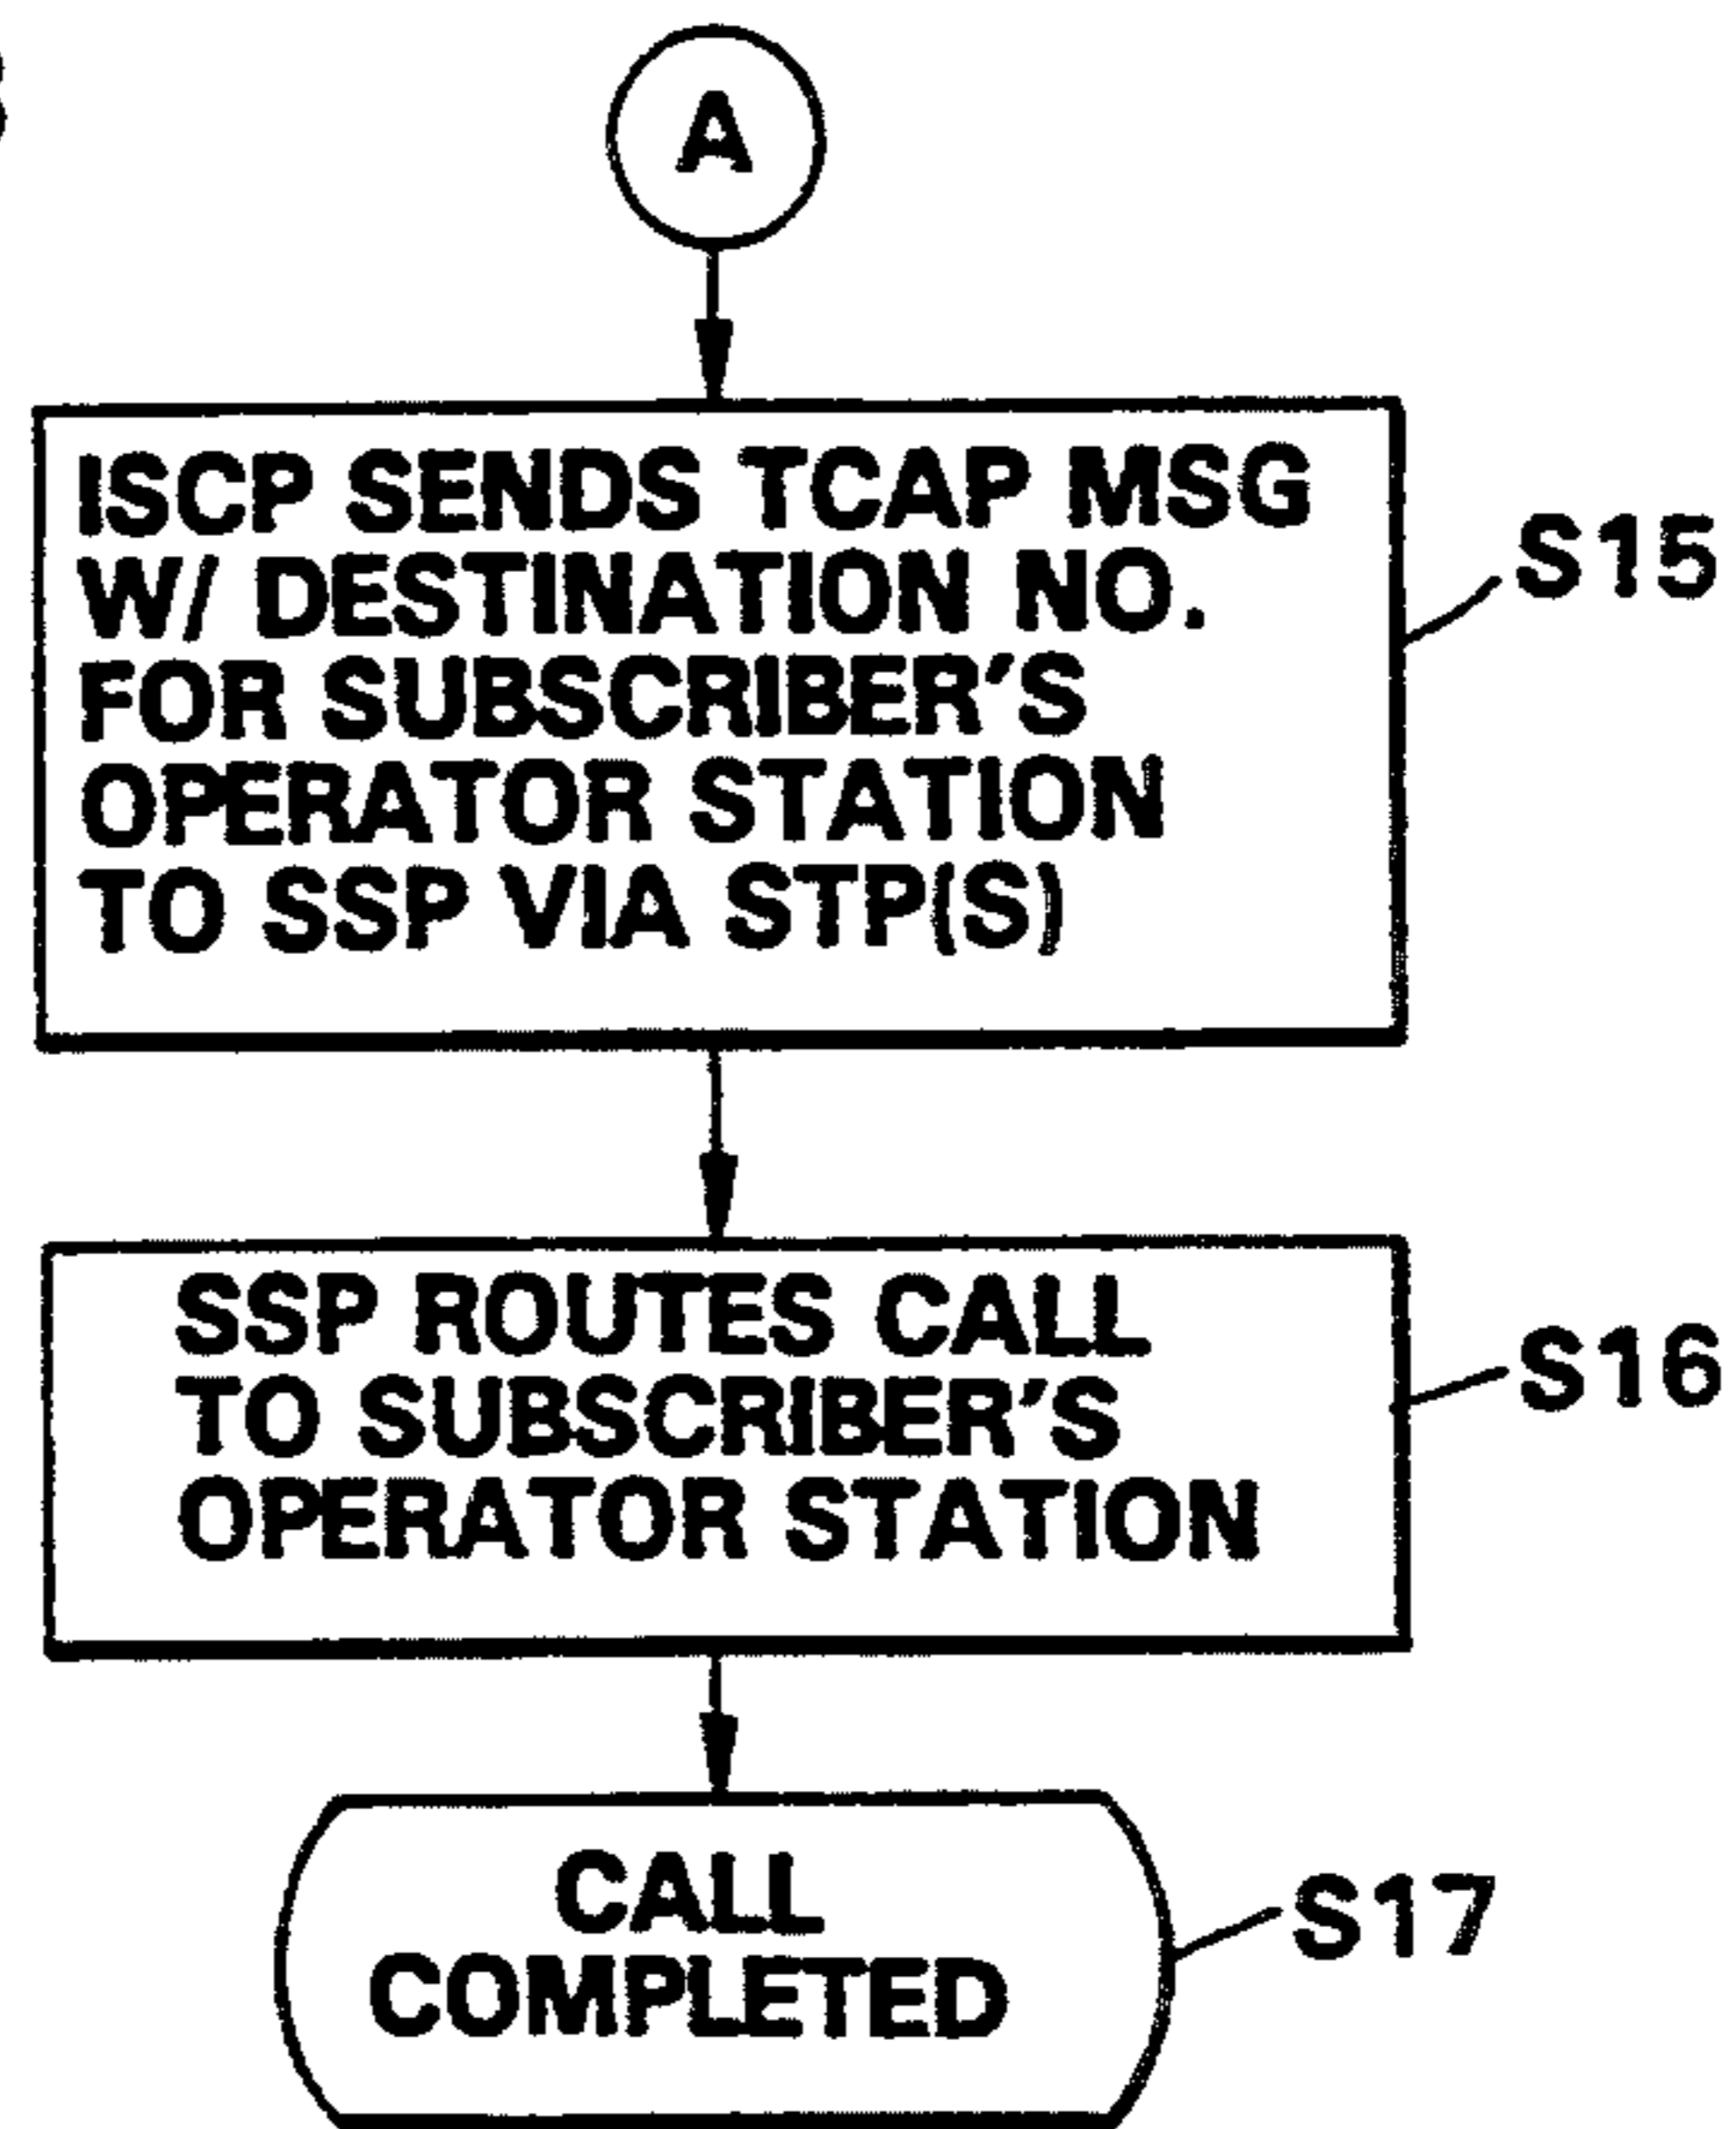 A
ISCP SENDS TCAP MSG
W/ DESTINATION NO.
FOR SUBSCRIBER'S
OPERATOR STATION
TO SSP VIA STP(S)
S15
SSP ROUTES CALL
TO SUBSCRIBER'S
OPERATOR STATION
S16
CALL
COMPLETED
S17